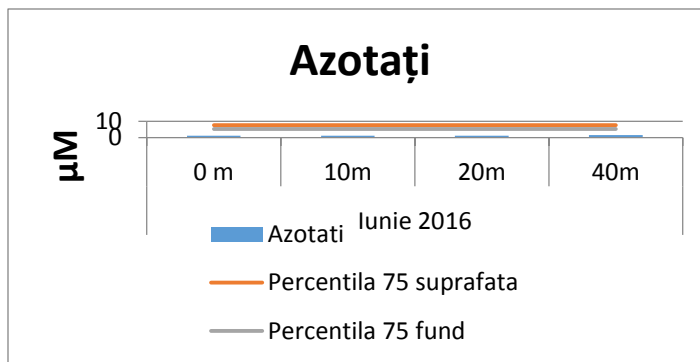 Azotați
µM
10
0
0 m 10m 20m 40m
Iunie 2016
Azotati
Percentila 75 suprafata
Percentila 75 fund